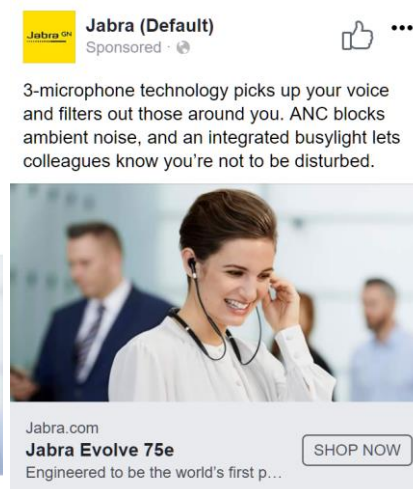 Jabra GN
Jabra (Default)
Sponsored ·
3-microphone technology picks up your voice
and filters out those around you. ANC blocks
ambient noise, and an integrated busylight lets
colleagues know you’re not to be disturbed.
Jabra.com
Jabra Evolve 75e
SHOP NOW
Engineered to be the world’s first p...